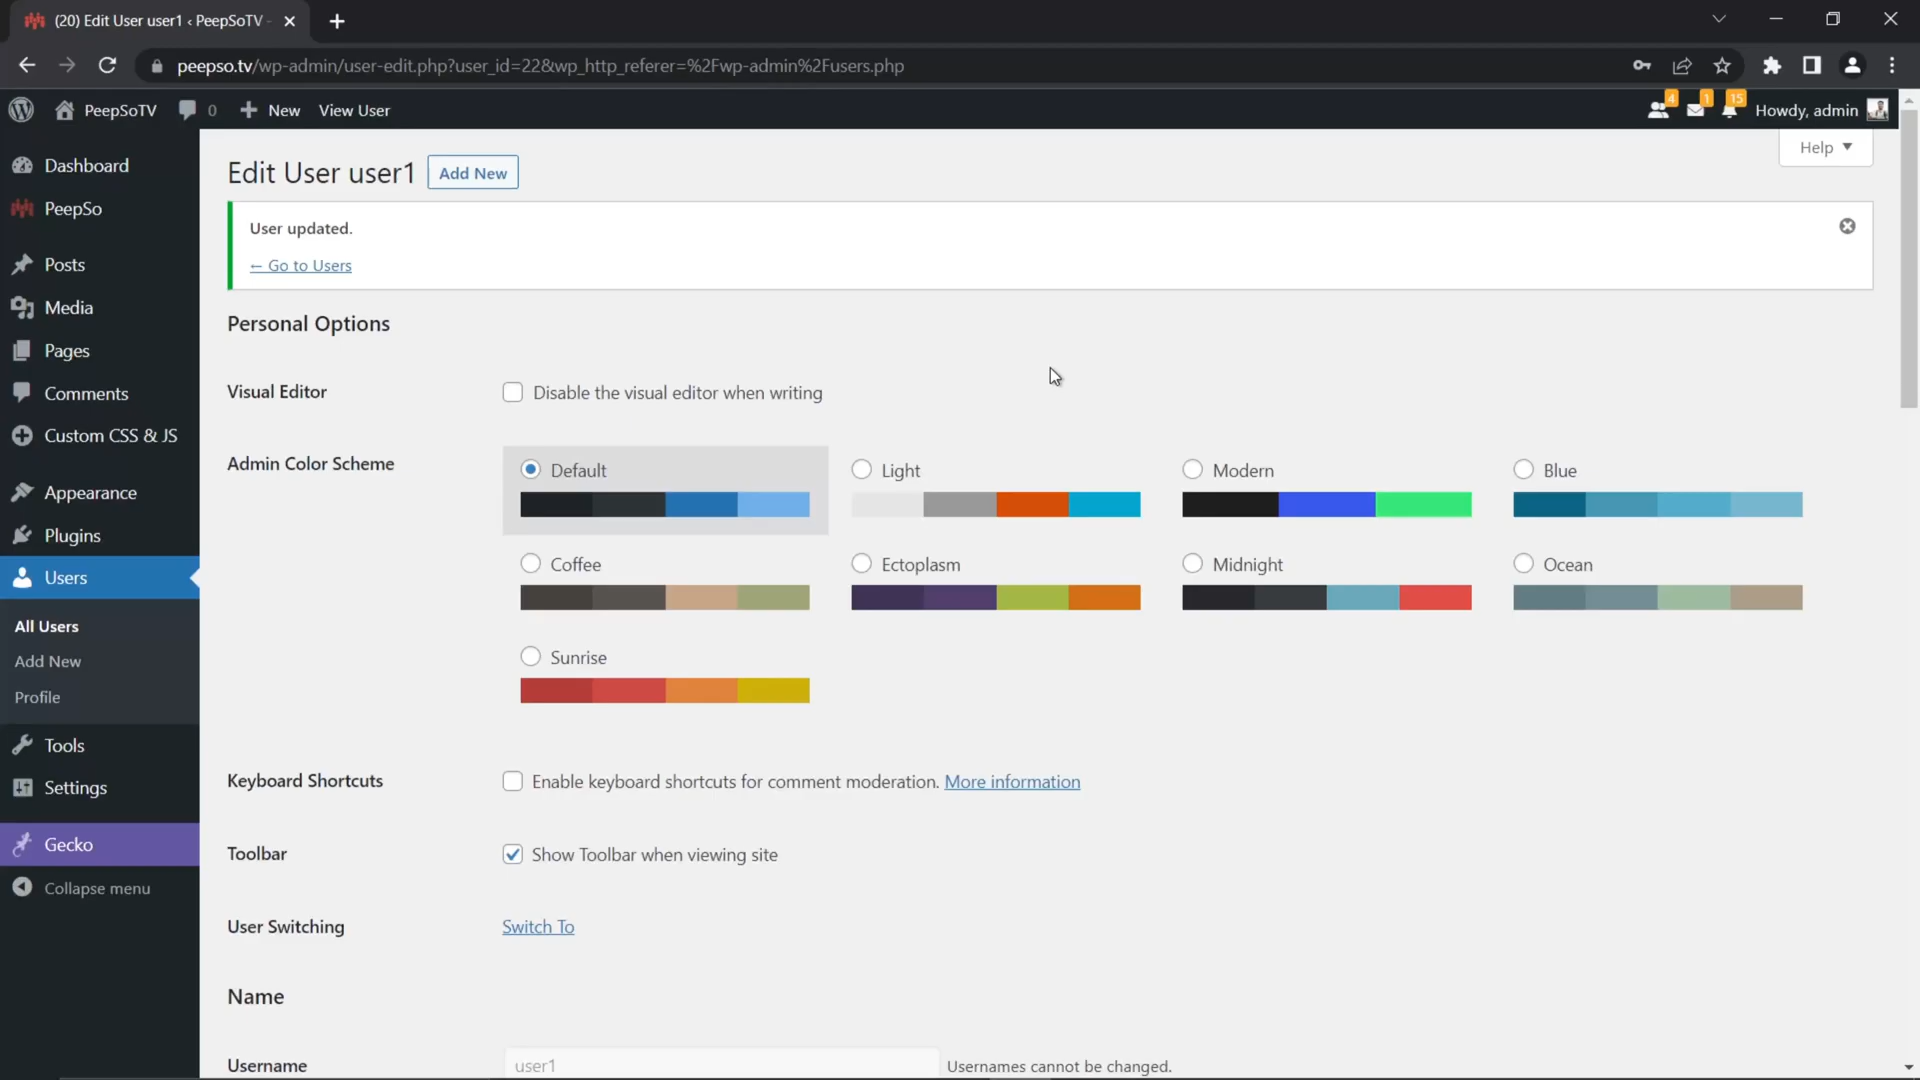 (20) Edit User user1 ‹ PeepSoTV -
peepso.tv/wp-admin/user-edit.php?user_id=22&wp_http_referer=%2Fwp-admin%2Fusers.php
PeepSoTV 0 New View User 4 1 15 Howdy, admin
Help
Dashboard
PeepSo
Posts
Media
Pages
Comments
Custom CSS & JS
Appearance
Plugins
Users
All Users
Add New
Profile
Tools
Settings
Gecko
Collapse menu
Edit User user1 Add New
User updated.
← Go to Users
Personal Options
Visual Editor Disable the visual editor when writing
Admin Color Scheme
Default Light Modern Blue
Coffee Ectoplasm Midnight Ocean
Sunrise
Keyboard Shortcuts Enable keyboard shortcuts for comment moderation. More information
Toolbar Show Toolbar when viewing site
User Switching Switch To
Name
Username user1 Usernames cannot be changed.